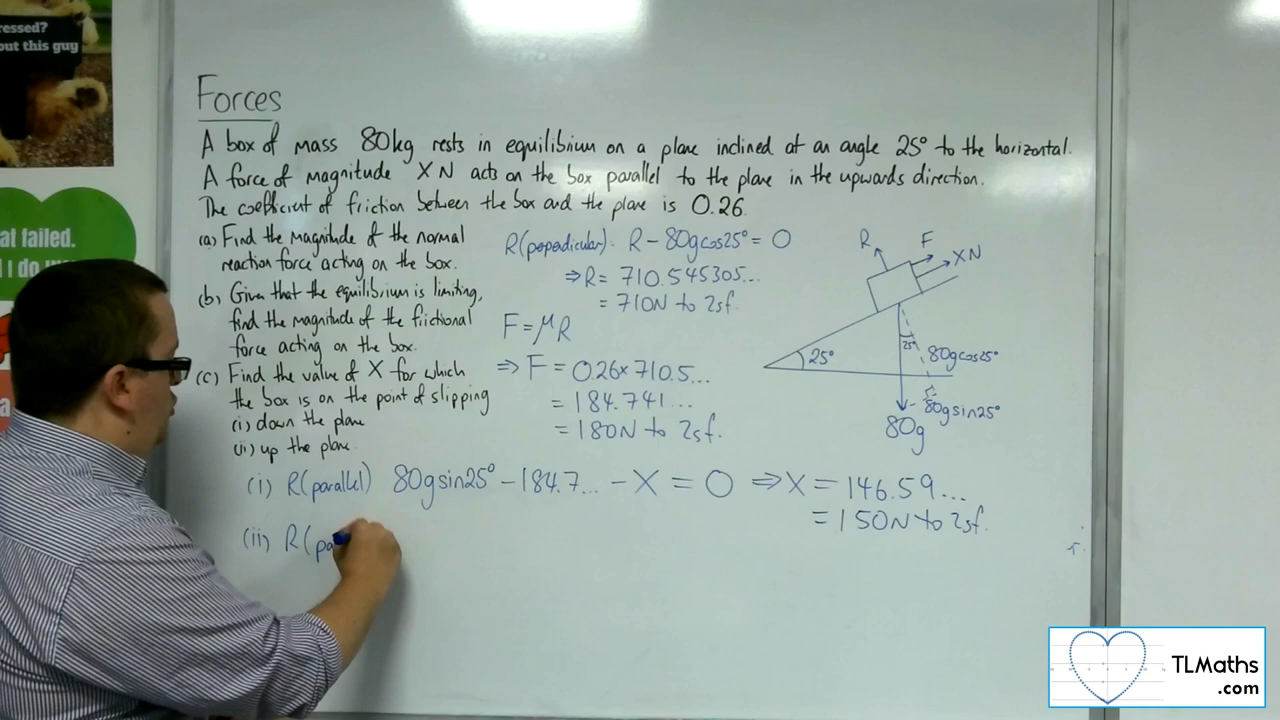 ressed?
out this guy
at failed.
I do
a
Forces
A box of mass 80kg rests in equilibrium on a plane inclined at an angle 25° to the horizontal.
A force of magnitude X N acts on the box parallel to the plane in the upwards direction.
The coefficient of friction between the box and the plane is 0.26.
(a) Find the magnitude of the normal
reaction force acting on the box.
(b) Given that the equilibrium is limiting,
find the magnitude of the frictional
force acting on the box.
(c) Find the value of X for which
the box is on the point of slipping
(i) down the plane
(ii) up the plane.
R(pependicular): R - 80gcos25° = 0
⇒ R = 710.545305...
= 710N to 2sf.
F = μR
⇒ F = 0.26×710.5...
= 184.741...
= 180N to 2sf.
R
F
XN
25°
25°
80gcos25°
80gsin25°
80g
(i) R(parallel) 80gsin25° - 184.7... - X = 0 ⇒ X = 146.59...
= 150N to 2sf.
(ii) R(pa
TLMaths
.com